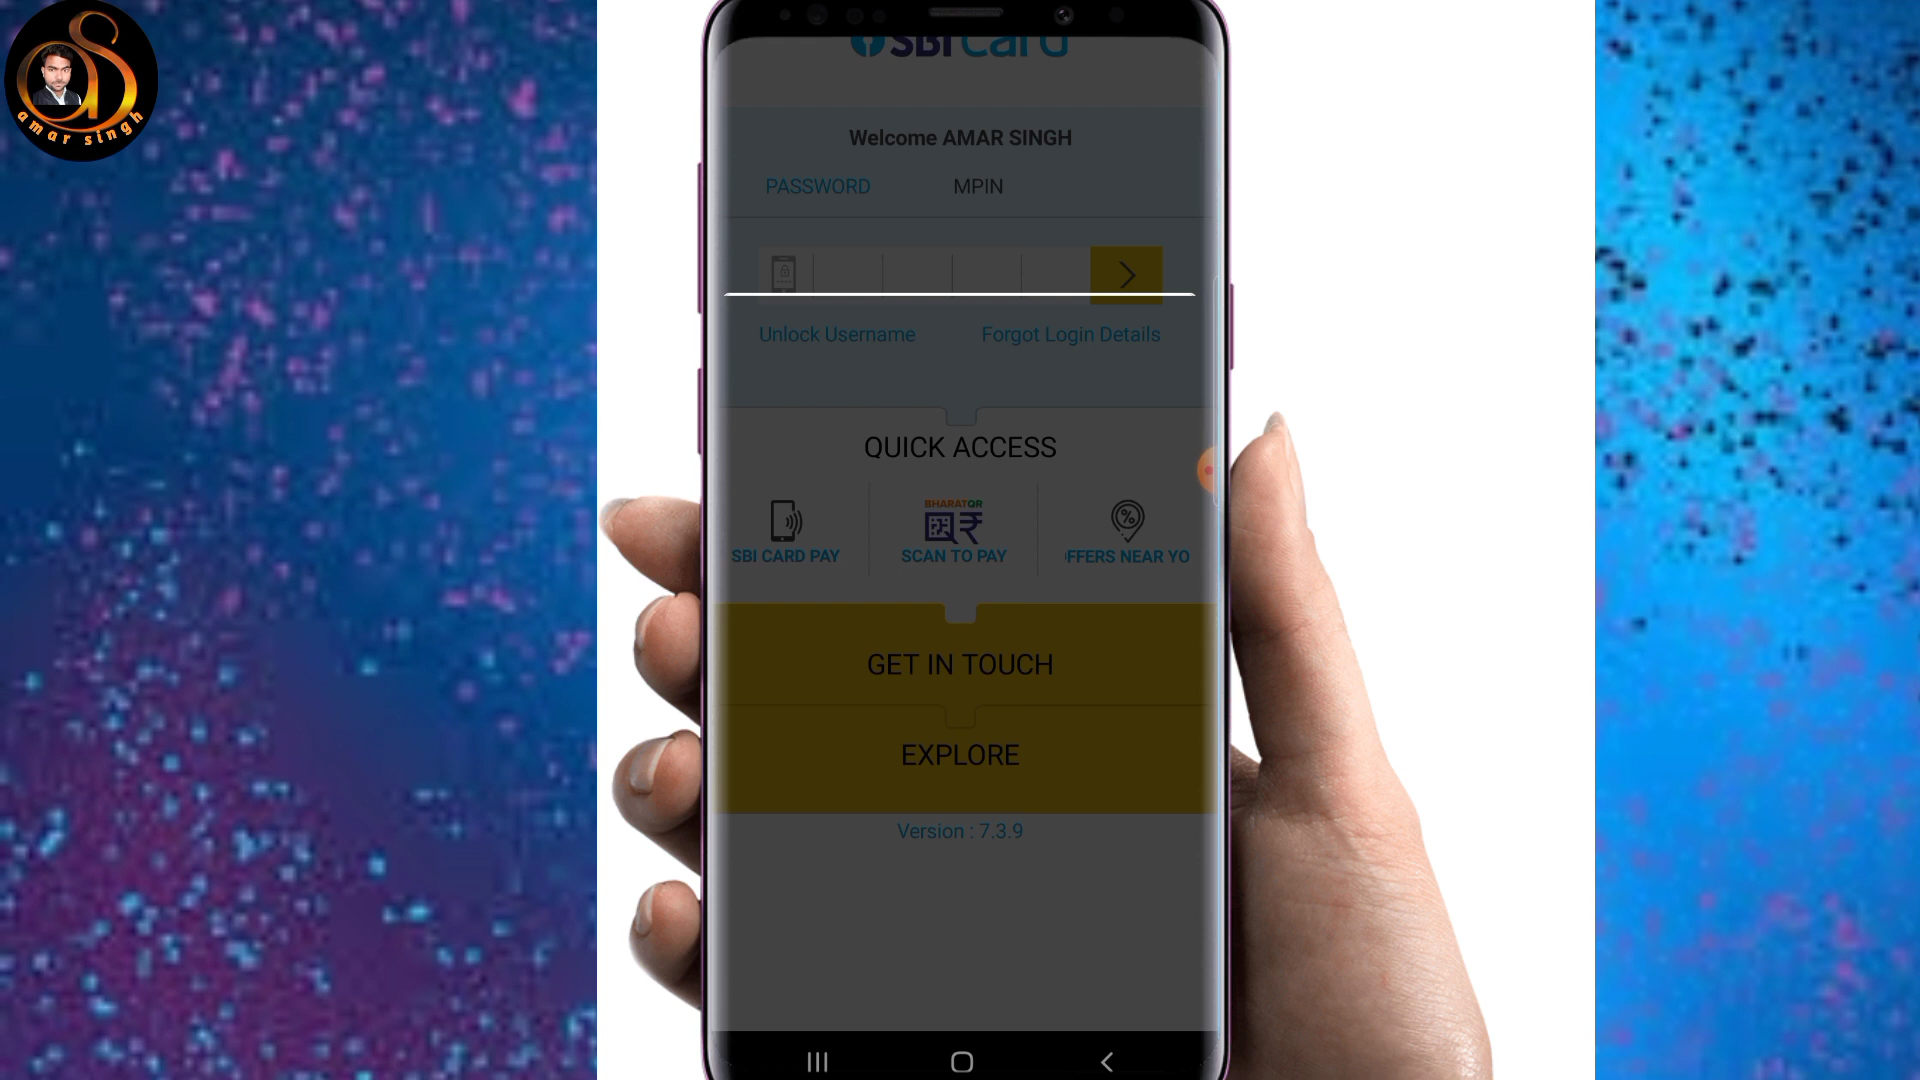 amar singh
SBI Card
Welcome AMAR SINGH
PASSWORD MPIN
Unlock Username Forgot Login Details
QUICK ACCESS
BHARATQR
SBI CARD PAY SCAN TO PAY FFERS NEAR YO
GET IN TOUCH
EXPLORE
Version : 7.3.9